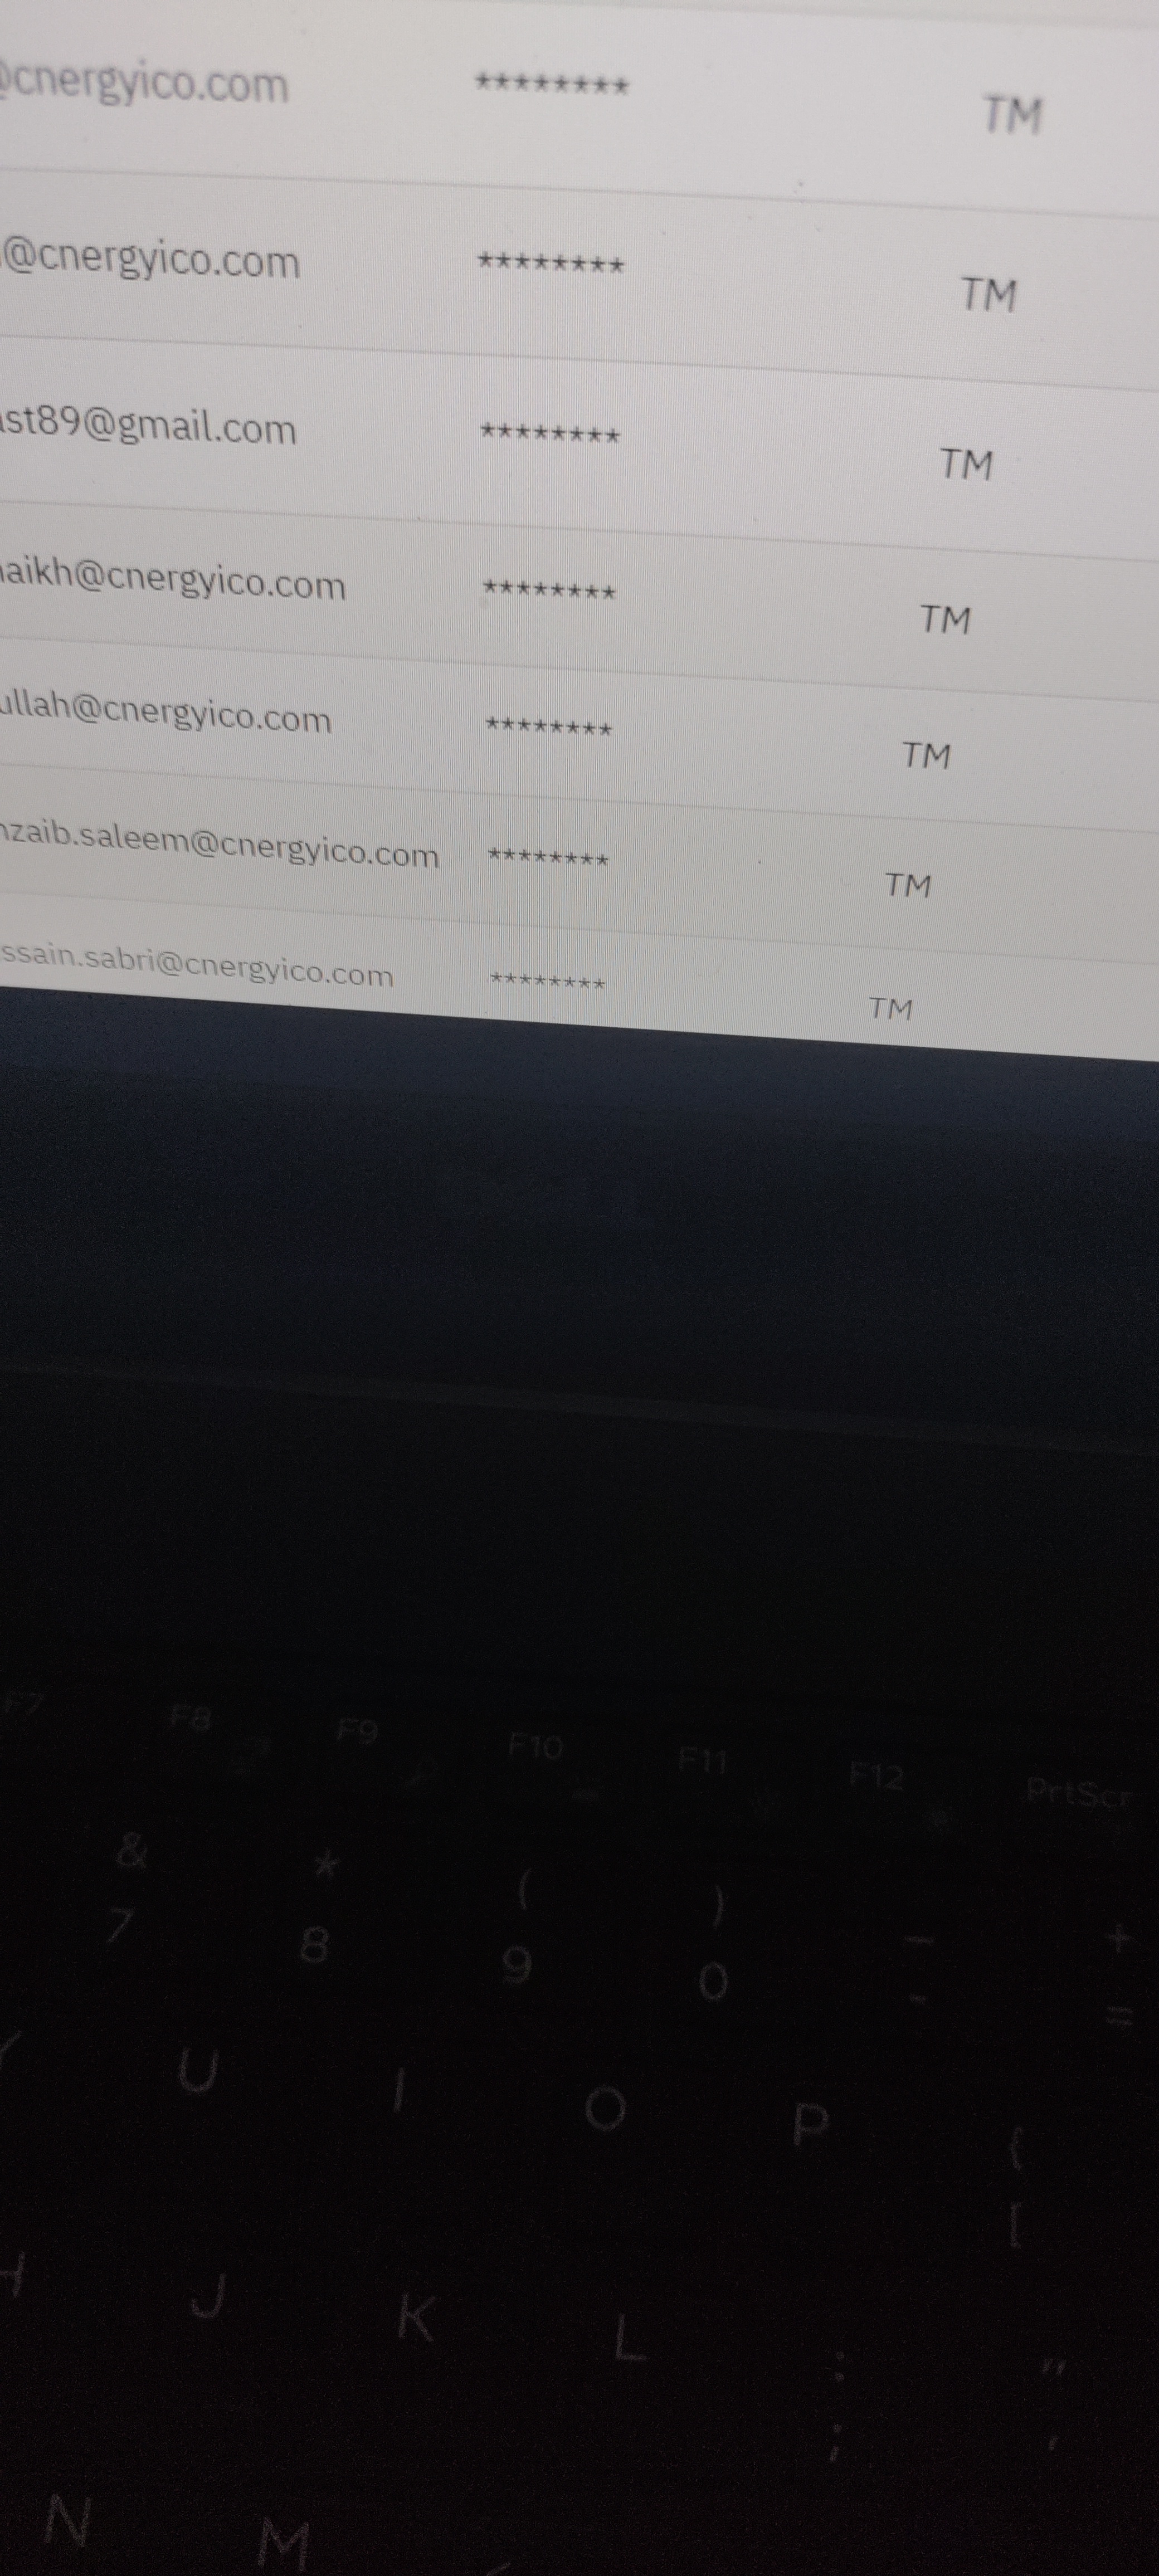 @cnergyico.com ******** TM
@cnergyico.com ******** TM
st89@gmail.com ******** TM
aikh@cnergyico.com ******** TM
ullah@cnergyico.com ******** TM
zaib.saleem@cnergyico.com ******** TM
ssain.sabri@cnergyico.com ******** TM
F7 F8 F9 F10 F11 F12 PrtScr
& * ( ) _ +
7 8 9 0 - =
U I O P {
[
H J K L : "
; '
N M